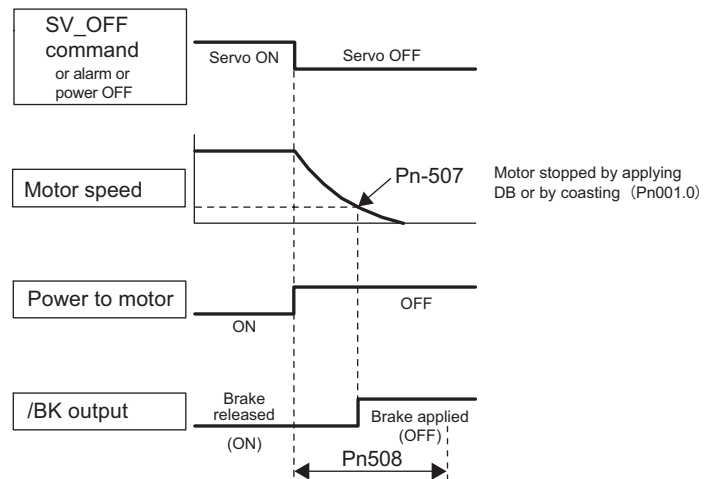 SV_OFF
command
or alarm or
power OFF
Servo ON
Servo OFF
Motor speed
Pn-507
Motor stopped by applying
DB or by coasting (Pn001.0)
Power to motor
ON
OFF
/BK output
Brake
released
(ON)
Brake applied
(OFF)
Pn508